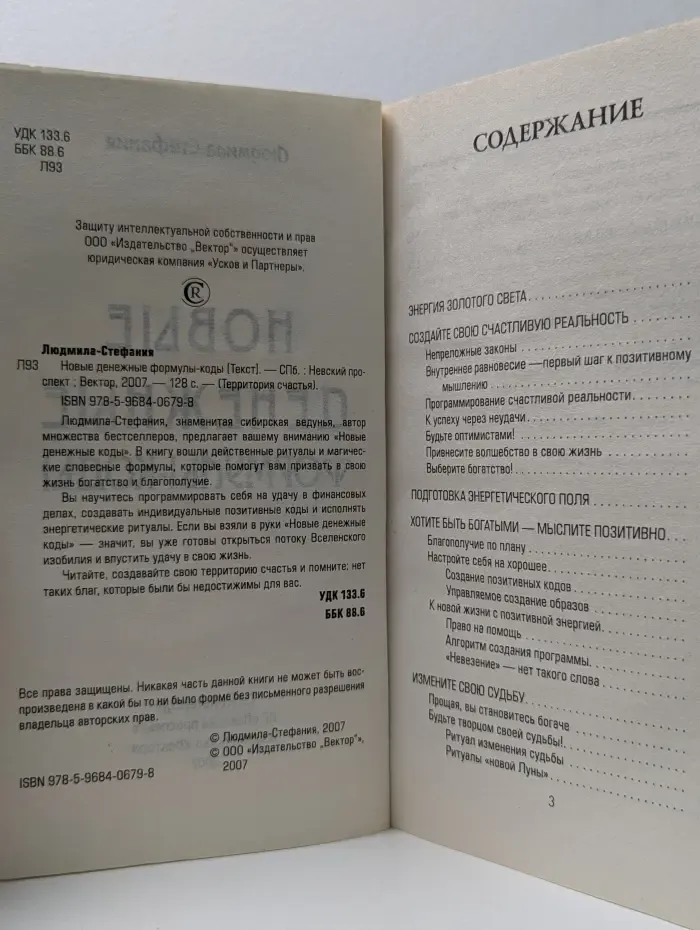 УДК 133.6
ББК 88.6
Л93
Защиту интеллектуальной собственности и прав
ООО «Издательство „Вектор"» осуществляет
юридическая компания «Усков и Партнеры».
CR
Людмила-Стефания
Л93
Новые денежные формулы-коды [Текст]. — СПб. : Невский про-
спект : Вектор, 2007. — 128 с. — (Территория счастья).
ISBN 978-5-9684-0679-8
Людмила-Стефания, знаменитая сибирская ведунья, автор
множества бестселлеров, предлагает вашему вниманию «Новые
денежные коды». В книгу вошли действенные ритуалы и магиче-
ские словесные формулы, которые помогут вам призвать в свою
жизнь богатство и благополучие.
Вы научитесь программировать себя на удачу в финансовых
делах, создавать индивидуальные позитивные коды и исполнять
энергетические ритуалы. Если вы взяли в руки «Новые денежные
коды» — значит, вы уже готовы открыться потоку Вселенского
изобилия и впустить удачу в свою жизнь.
Читайте, создавайте свою территорию счастья и помните: нет
таких благ, которые были бы недостижимы для вас.
УДК 133.6
ББК 88.6
Все права защищены. Никакая часть данной книги не может быть вос-
произведена в какой бы то ни было форме без письменного разрешения
владельца авторских прав.
© Людмила-Стефания, 2007
© ООО «Издательство „Вектор",
2007
ISBN 978-5-9684-0679-8
СОДЕРЖАНИЕ
ЭНЕРГИЯ ЗОЛОТОГО СВЕТА
СОЗДАЙТЕ СВОЮ СЧАСТЛИВУЮ РЕАЛЬНОСТЬ
Непреложные законы
Внутреннее равновесие —первый шаг к позитивному
мышлению
Программирование счастливой реальности
К успеху через неудачи
Будьте оптимистами!
Привнесите волшебство в свою жизнь
Выберите богатство!
ПОДГОТОВКА ЭНЕРГЕТИЧЕСКОГО ПОЛЯ
ХОТИТЕ БЫТЬ БОГАТЫМИ — МЫСЛИТЕ ПОЗИТИВНО
Благополучие по плану
Настройте себя на хорошее
Создание позитивных кодов
Управляемое создание образов
К новой жизни с позитивной энергией
Право на помощь
Алгоритм создания программы
«Невезение» — нет такого слова
ИЗМЕНИТЕ СВОЮ СУДЬБУ
Прощая, вы становитесь богаче
Будьте творцом своей судьбы!
Ритуал изменения судьбы
Ритуалы «новой Луны»
3